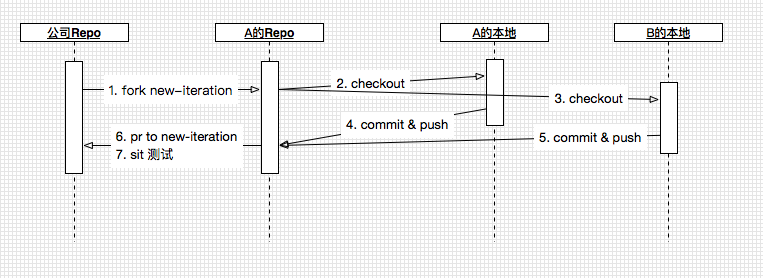 公司Repo
A的Repo
A的本地
B的本地
1. fork new-iteration
2. checkout
3. checkout
4. commit & push
5. commit & push
6. pr to new-iteration
7. sit 测试